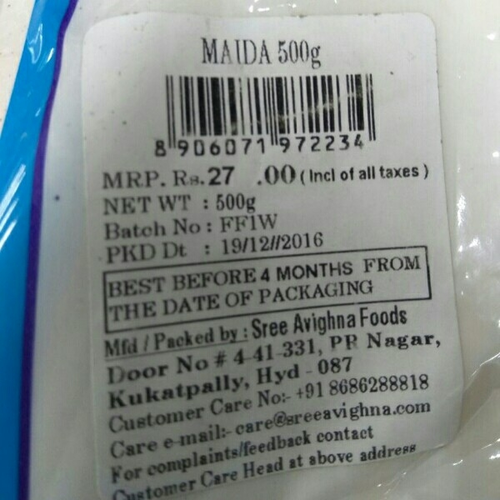 MAIDA 500g
8 906071 972234
MRP. Rs.27 .00 (Incl of all taxes)
NET WT : 500g
Batch No : FF1W
PKD Dt : 19/12//2016
BEST BEFORE 4 MONTHS FROM
THE DATE OF PACKAGING
Mfd / Packed by : Sree Avighna Foods
Door No # 4-41-331, PR Nagar,
Kukatpally, Hyd - 087
Customer Care No:- +91 8686288818
Care e-mail:- care@sreeavighna.com
For complaints/feedback contact
Customer Care Head at above address